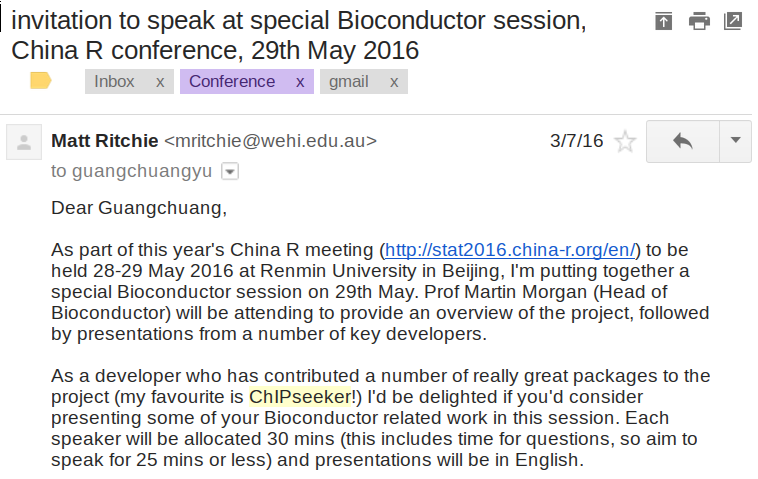 invitation to speak at special Bioconductor session,
China R conference, 29th May 2016
Inbox x Conference x gmail x
Matt Ritchie <mritchie@wehi.edu.au> 3/7/16
to guangchuangyu
Dear Guangchuang,
As part of this year's China R meeting (http://stat2016.china-r.org/en/) to be
held 28-29 May 2016 at Renmin University in Beijing, I'm putting together a
special Bioconductor session on 29th May. Prof Martin Morgan (Head of
Bioconductor) will be attending to provide an overview of the project, followed
by presentations from a number of key developers.
As a developer who has contributed a number of really great packages to the
project (my favourite is ChIPseeker!) I'd be delighted if you'd consider
presenting some of your Bioconductor related work in this session. Each
speaker will be allocated 30 mins (this includes time for questions, so aim to
speak for 25 mins or less) and presentations will be in English.